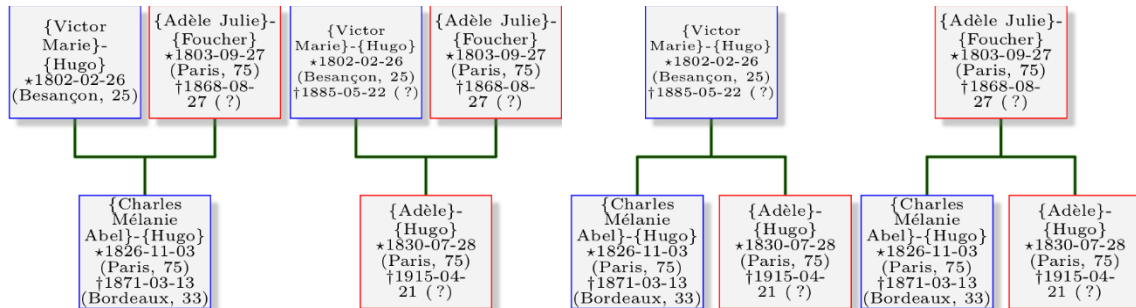 {Victor
Marie}-
{Hugo}
⋆1802-02-26
(Besançon, 25)
{Adèle Julie}-
{Foucher}
⋆1803-09-27
(Paris, 75)
†1868-08-
27 ( ?)
{Victor
Marie}-{Hugo}
⋆1802-02-26
(Besançon, 25)
†1885-05-22 ( ?)
{Adèle Julie}-
{Foucher}
⋆1803-09-27
(Paris, 75)
†1868-08-
27 ( ?)
{Victor
Marie}-{Hugo}
⋆1802-02-26
(Besançon, 25)
†1885-05-22 ( ?)
{Adèle Julie}-
{Foucher}
⋆1803-09-27
(Paris, 75)
†1868-08-
27 ( ?)
{Charles
Mélanie
Abel}-{Hugo}
⋆1826-11-03
(Paris, 75)
†1871-03-13
(Bordeaux, 33)
{Adèle}-
{Hugo}
⋆1830-07-28
(Paris, 75)
†1915-04-
21 ( ?)
{Charles
Mélanie
Abel}-{Hugo}
⋆1826-11-03
(Paris, 75)
†1871-03-13
(Bordeaux, 33)
{Adèle}-
{Hugo}
⋆1830-07-28
(Paris, 75)
†1915-04-
21 ( ?)
{Charles
Mélanie
Abel}-{Hugo}
⋆1826-11-03
(Paris, 75)
†1871-03-13
(Bordeaux, 33)
{Adèle}-
{Hugo}
⋆1830-07-28
(Paris, 75)
†1915-04-
21 ( ?)